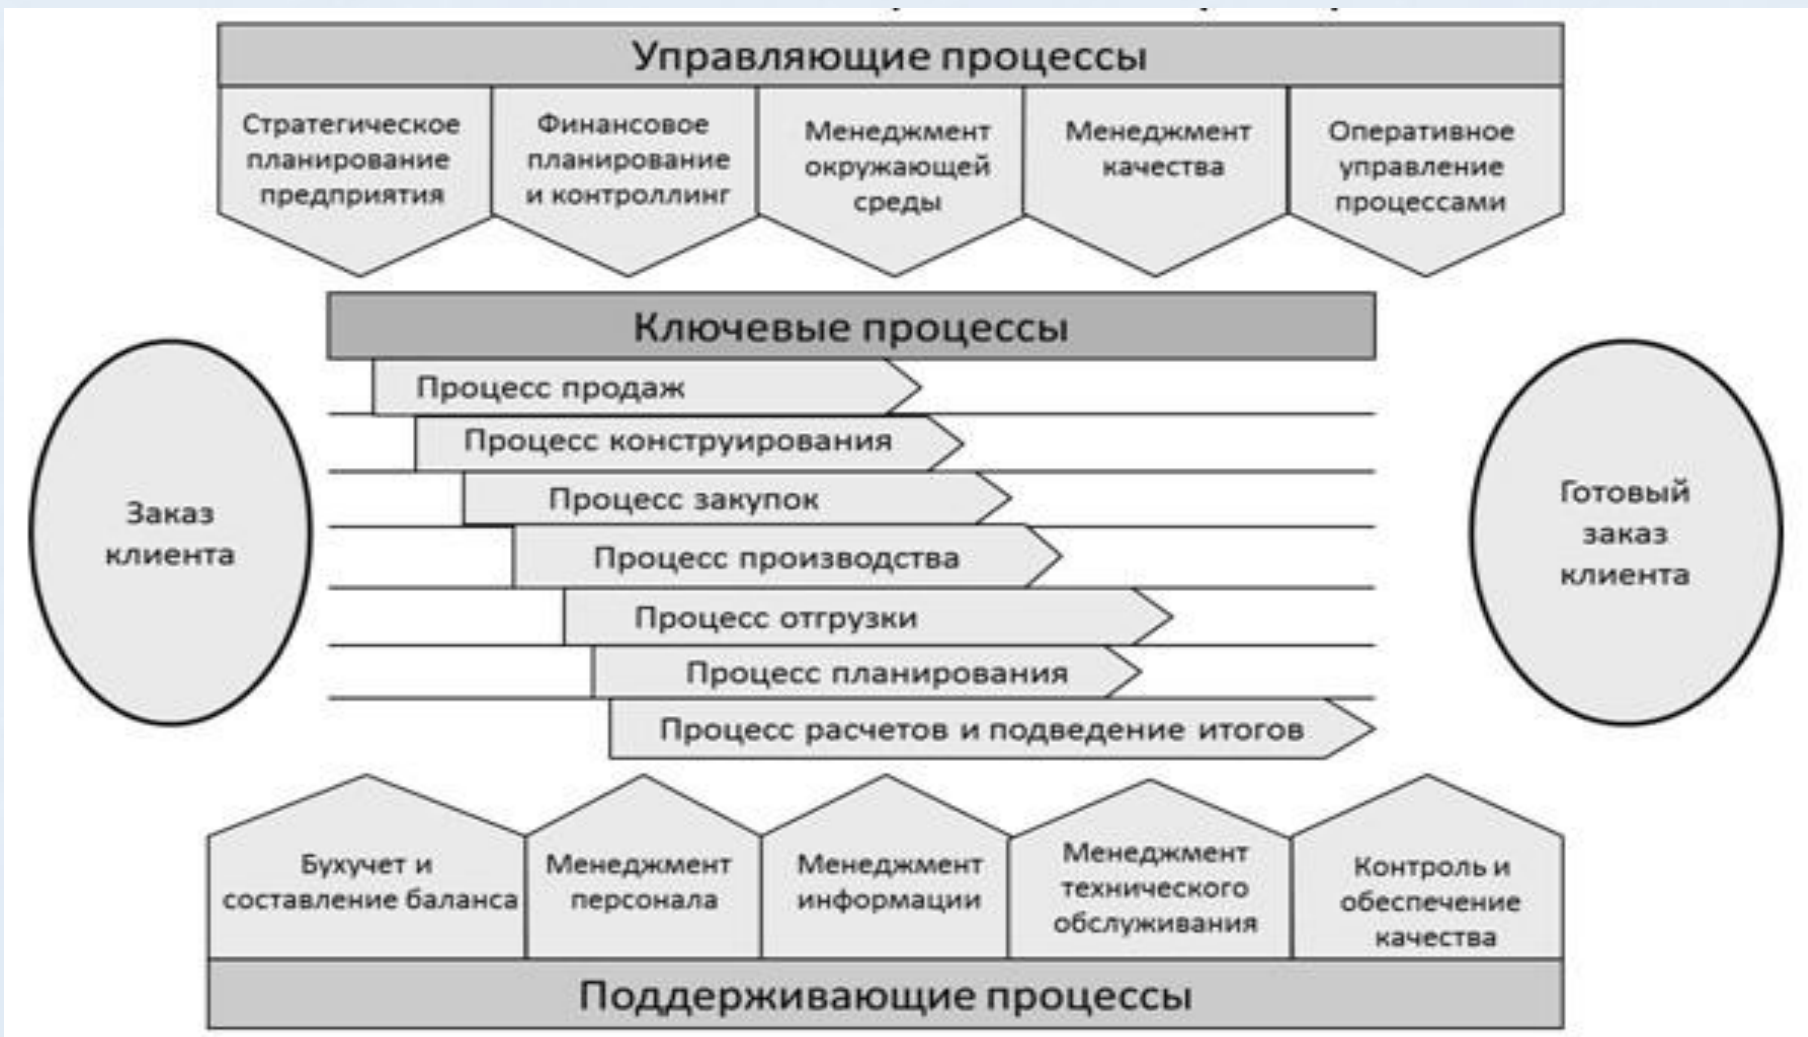 Управляющие процессы
Стратегическое
планирование
предприятия
Финансовое
планирование
и контроллинг
Менеджмент
окружающей
среды
Менеджмент
качества
Оперативное
управление
процессами
Ключевые процессы
Процесс продаж
Процесс конструирования
Процесс закупок
Процесс производства
Процесс отгрузки
Процесс планирования
Процесс расчетов и подведение итогов
Заказ
клиента
Готовый
заказ
клиента
Бухучет и
составление баланса
Менеджмент
персонала
Менеджмент
информации
Менеджмент
технического
обслуживания
Контроль и
обеспечение
качества
Поддерживающие процессы